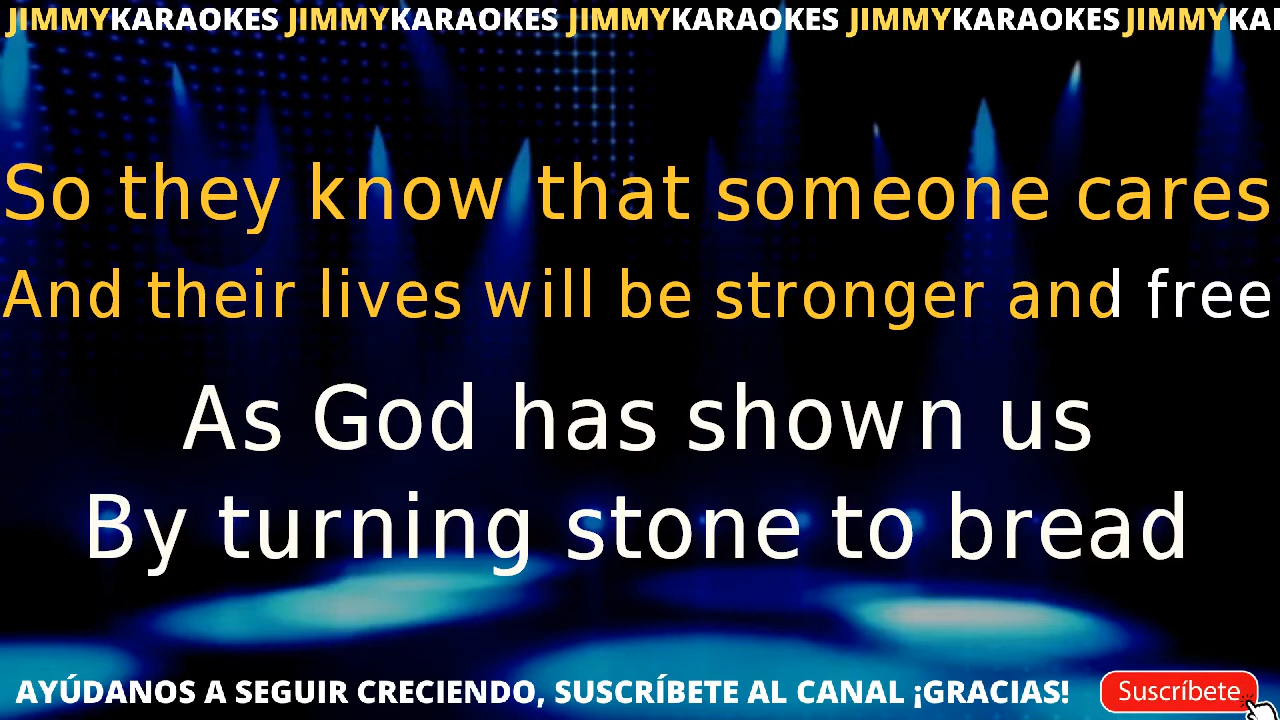 JIMMYKARAOKES JIMMYKARAOKES JIMMYKARAOKES JIMMYKARAOKES JIMMYKA
So they know that someone cares
And their lives will be stronger and free
As God has shown us
By turning stone to bread
AYÚDANOS A SEGUIR CRECIENDO, SUSCRÍBETE AL CANAL ¡GRACIAS!
Suscríbete